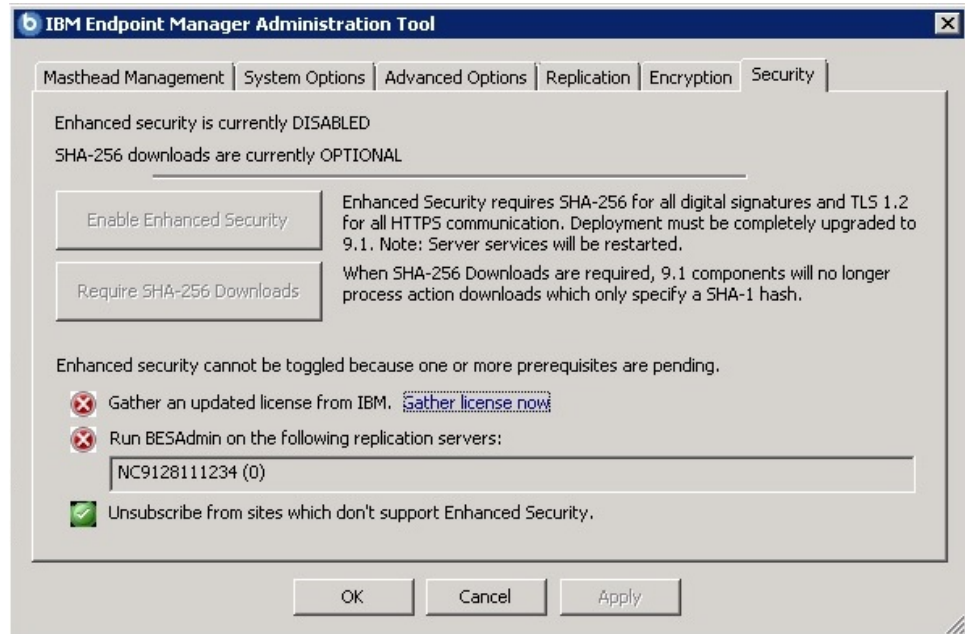 IBM Endpoint Manager Administration Tool
Masthead Management
System Options
Advanced Options
Replication
Encryption
Security
Enhanced security is currently DISABLED
SHA-256 downloads are currently OPTIONAL
Enable Enhanced Security
Enhanced Security requires SHA-256 for all digital signatures and TLS 1.2
for all HTTPS communication. Deployment must be completely upgraded to
9.1. Note: Server services will be restarted.
Require SHA-256 Downloads
When SHA-256 Downloads are required, 9.1 components will no longer
process action downloads which only specify a SHA-1 hash.
Enhanced security cannot be toggled because one or more prerequisites are pending.
Gather an updated license from IBM. Gather license now
Run BESAdmin on the following replication servers:
NC9128111234 (0)
Unsubscribe from sites which don't support Enhanced Security.
OK
Cancel
Apply